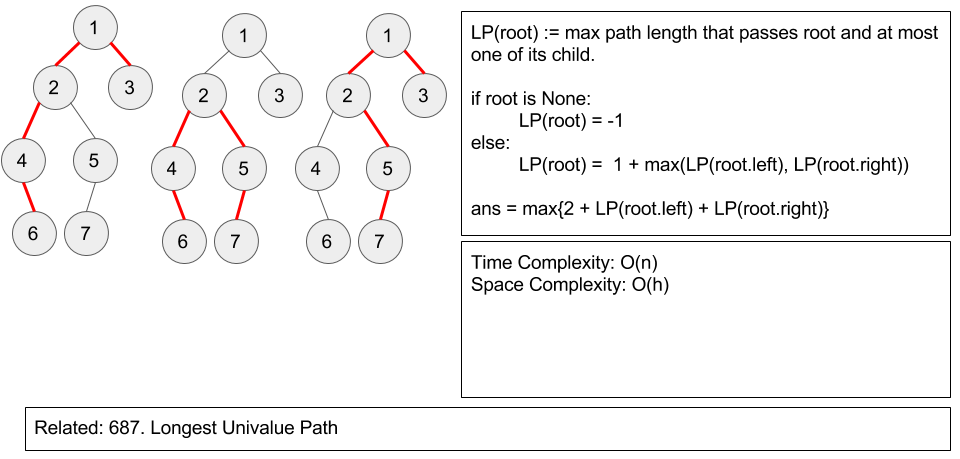 1
2
3
4
5
6
7
1
2
3
4
5
6
7
1
2
3
4
5
6
7
LP(root) := max path length that passes root and at most
one of its child.
if root is None:
LP(root) = -1
else:
LP(root) =  1 + max(LP(root.left), LP(root.right))
ans = max{2 + LP(root.left) + LP(root.right)}
Time Complexity: O(n)
Space Complexity: O(h)
Related: 687. Longest Univalue Path